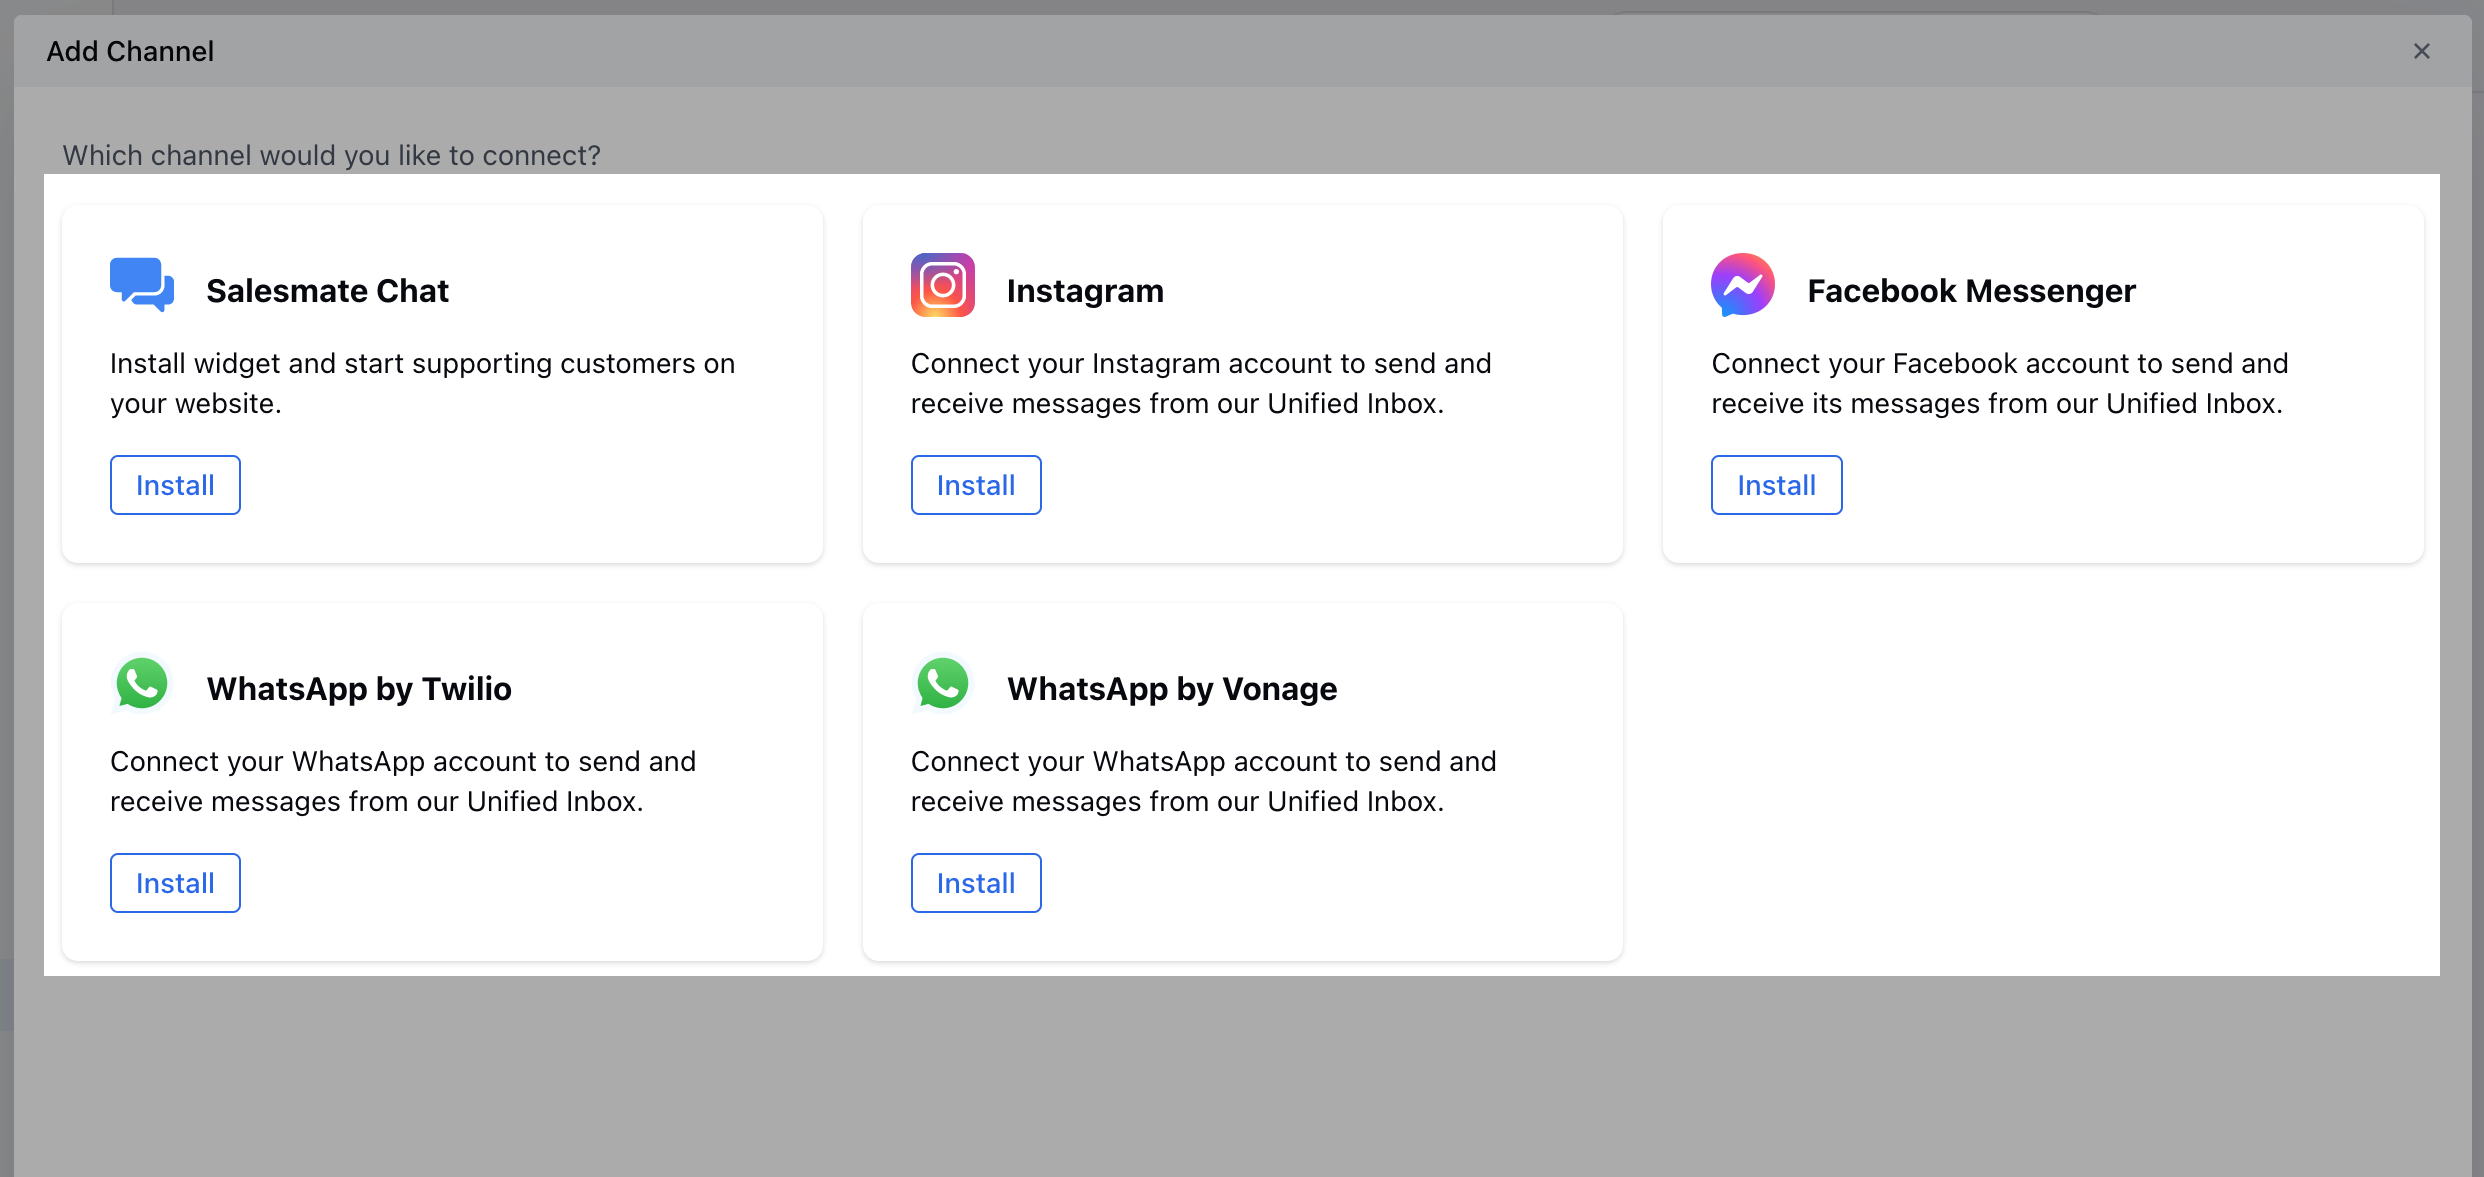 Add Channel
Which channel would you like to connect?
Salesmate Chat
Install widget and start supporting customers on
your website.
Install
Instagram
Connect your Instagram account to send and
receive messages from our Unified Inbox.
Install
Facebook Messenger
Connect your Facebook account to send and
receive its messages from our Unified Inbox.
Install
WhatsApp by Twilio
Connect your WhatsApp account to send and
receive messages from our Unified Inbox.
Install
WhatsApp by Vonage
Connect your WhatsApp account to send and
receive messages from our Unified Inbox.
Install